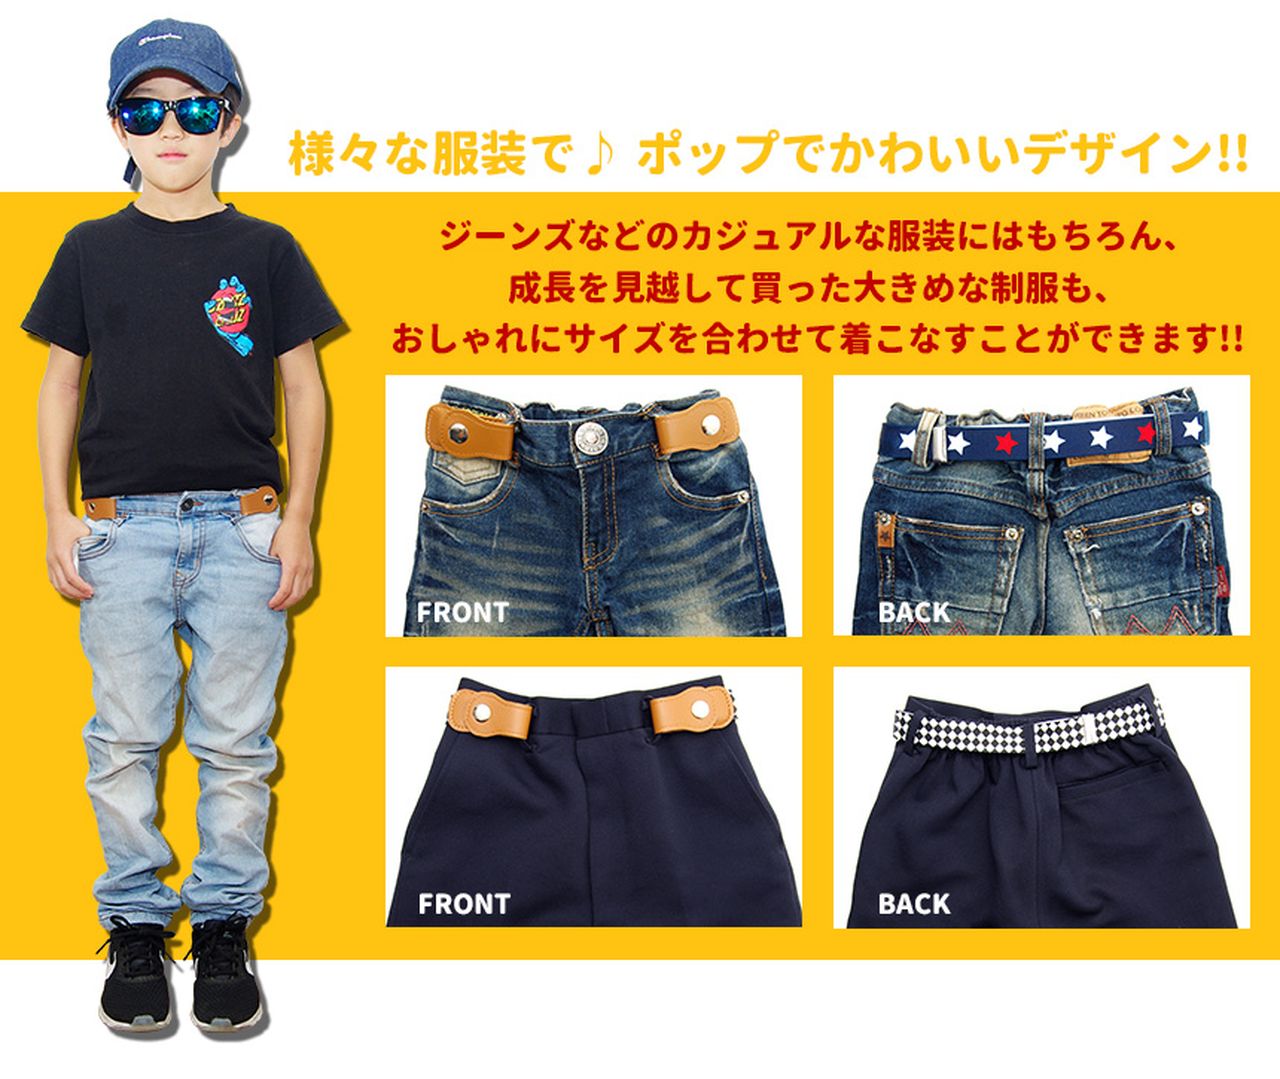 Champion
様々な服装で♪ ポップでかわいいデザイン!!
ジーンズなどのカジュアルな服装にはもちろん、
成長を見越して買った大きめな制服も、
おしゃれにサイズを合わせて着こなすことができます!!
FRONT
BACK
FRONT
BACK